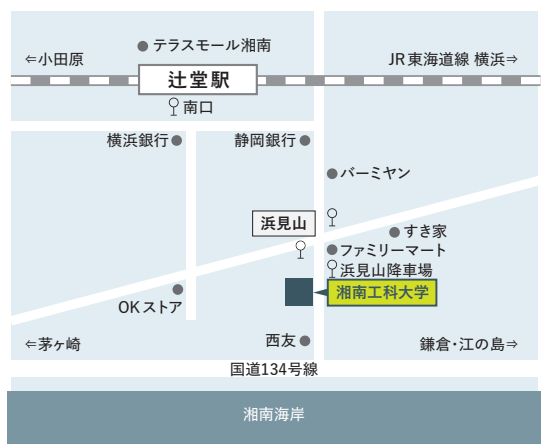 テラスモール湘南
⇐小田原
JR東海道線 横浜⇒
辻堂駅
南口
横浜銀行
静岡銀行
バーミヤン
浜見山
すき家
ファミリーマート
浜見山降車場
湘南工科大学
OKストア
西友
⇐茅ヶ崎
鎌倉・江の島⇒
国道134号線
湘南海岸